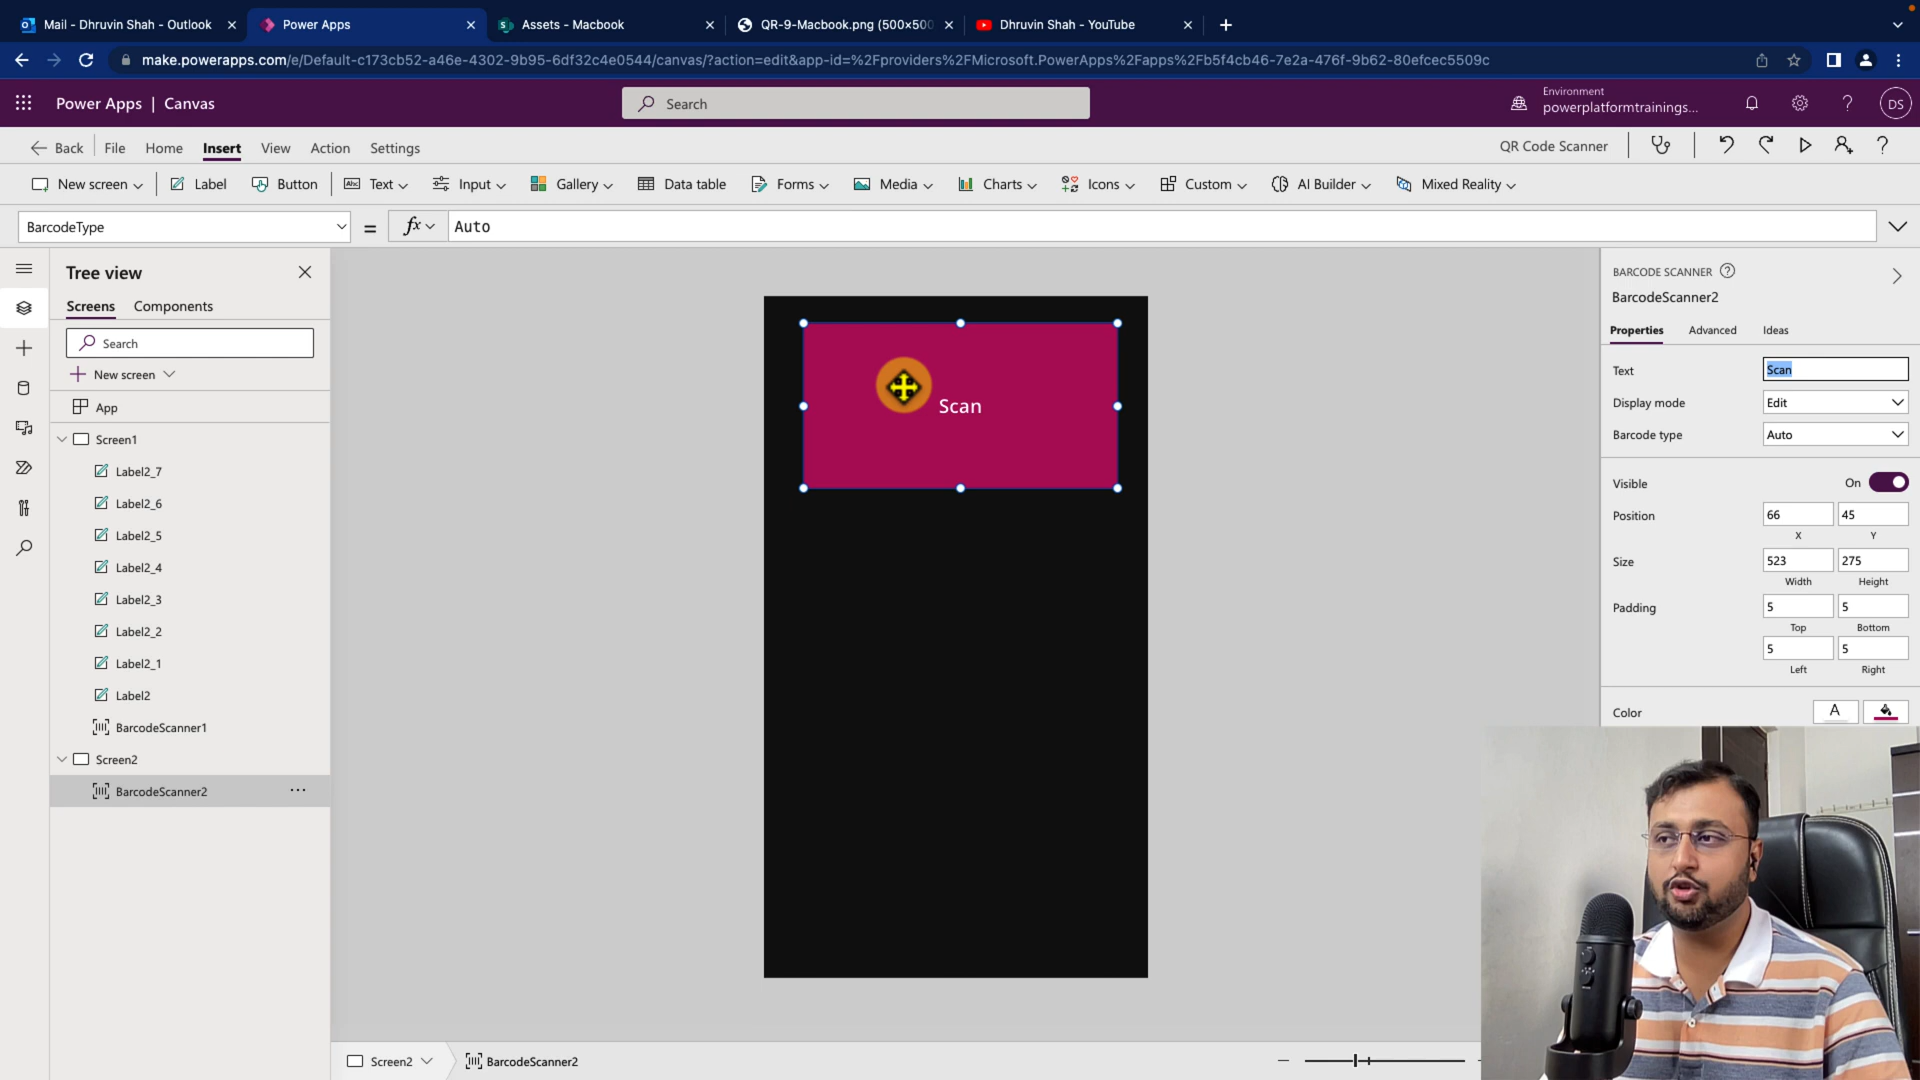 Mail - Dhruvin Shah - Outlook
Power Apps
Assets - Macbook
QR-9-Macbook.png (500×500
Dhruvin Shah - YouTube
make.powerapps.com/e/Default-c173cb52-a46e-4302-9b95-6df32c4e0544/canvas/?action=edit&app-id=%2Fproviders%2FMicrosoft.PowerApps%2Fapps%2Fb5f4cb46-7e2a-476f-9b62-80efcec5509c
Power Apps | Canvas
Search
Environment
powerplatformtrainings...
DS
Back
File
Home
Insert
View
Action
Settings
QR Code Scanner
New screen
Label
Button
Text
Input
Gallery
Data table
Forms
Media
Charts
Icons
Custom
AI Builder
Mixed Reality
BarcodeType
=
fx
Auto
Tree view
Screens
Components
Search
New screen
App
Screen1
Label2_7
Label2_6
Label2_5
Label2_4
Label2_3
Label2_2
Label2_1
Label2
BarcodeScanner1
Screen2
BarcodeScanner2
Scan
BARCODE SCANNER
BarcodeScanner2
Properties
Advanced
Ideas
Text
Scan
Display mode
Edit
Barcode type
Auto
Visible
On
Position
66
45
X
Y
Size
523
275
Width
Height
Padding
5
5
Top
Bottom
5
5
Left
Right
Color
A
Screen2
BarcodeScanner2